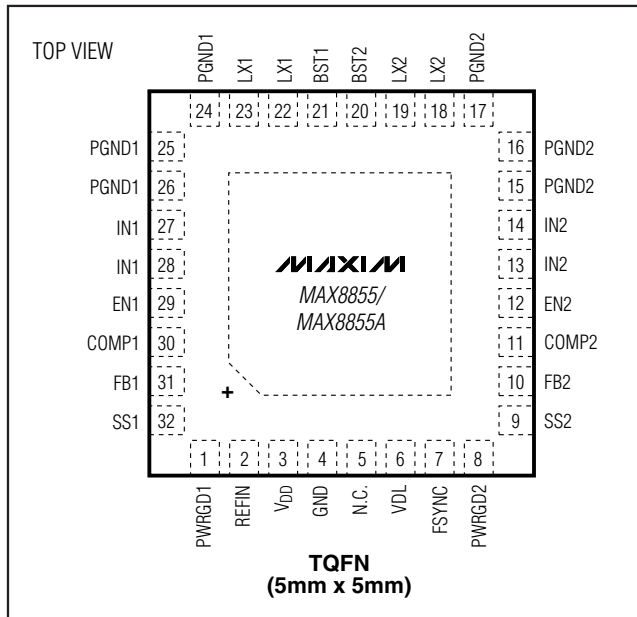 TOP VIEW
PGND1 LX1 LX1 BST1 BST2 LX2 LX2 PGND2
24 23 22 21 20 19 18 17
PGND1 25 16 PGND2
PGND1 26 15 PGND2
IN1 27 14 IN2
IN1 28 13 IN2
EN1 29 12 EN2
COMP1 30 11 COMP2
FB1 31 10 FB2
SS1 32 9 SS2
MAXIM
MAX8855/
MAX8855A
+
1 2 3 4 5 6 7 8
PWRGD1 REFIN VDD GND N.C. VDL FSYNC PWRGD2
TQFN
(5mm x 5mm)